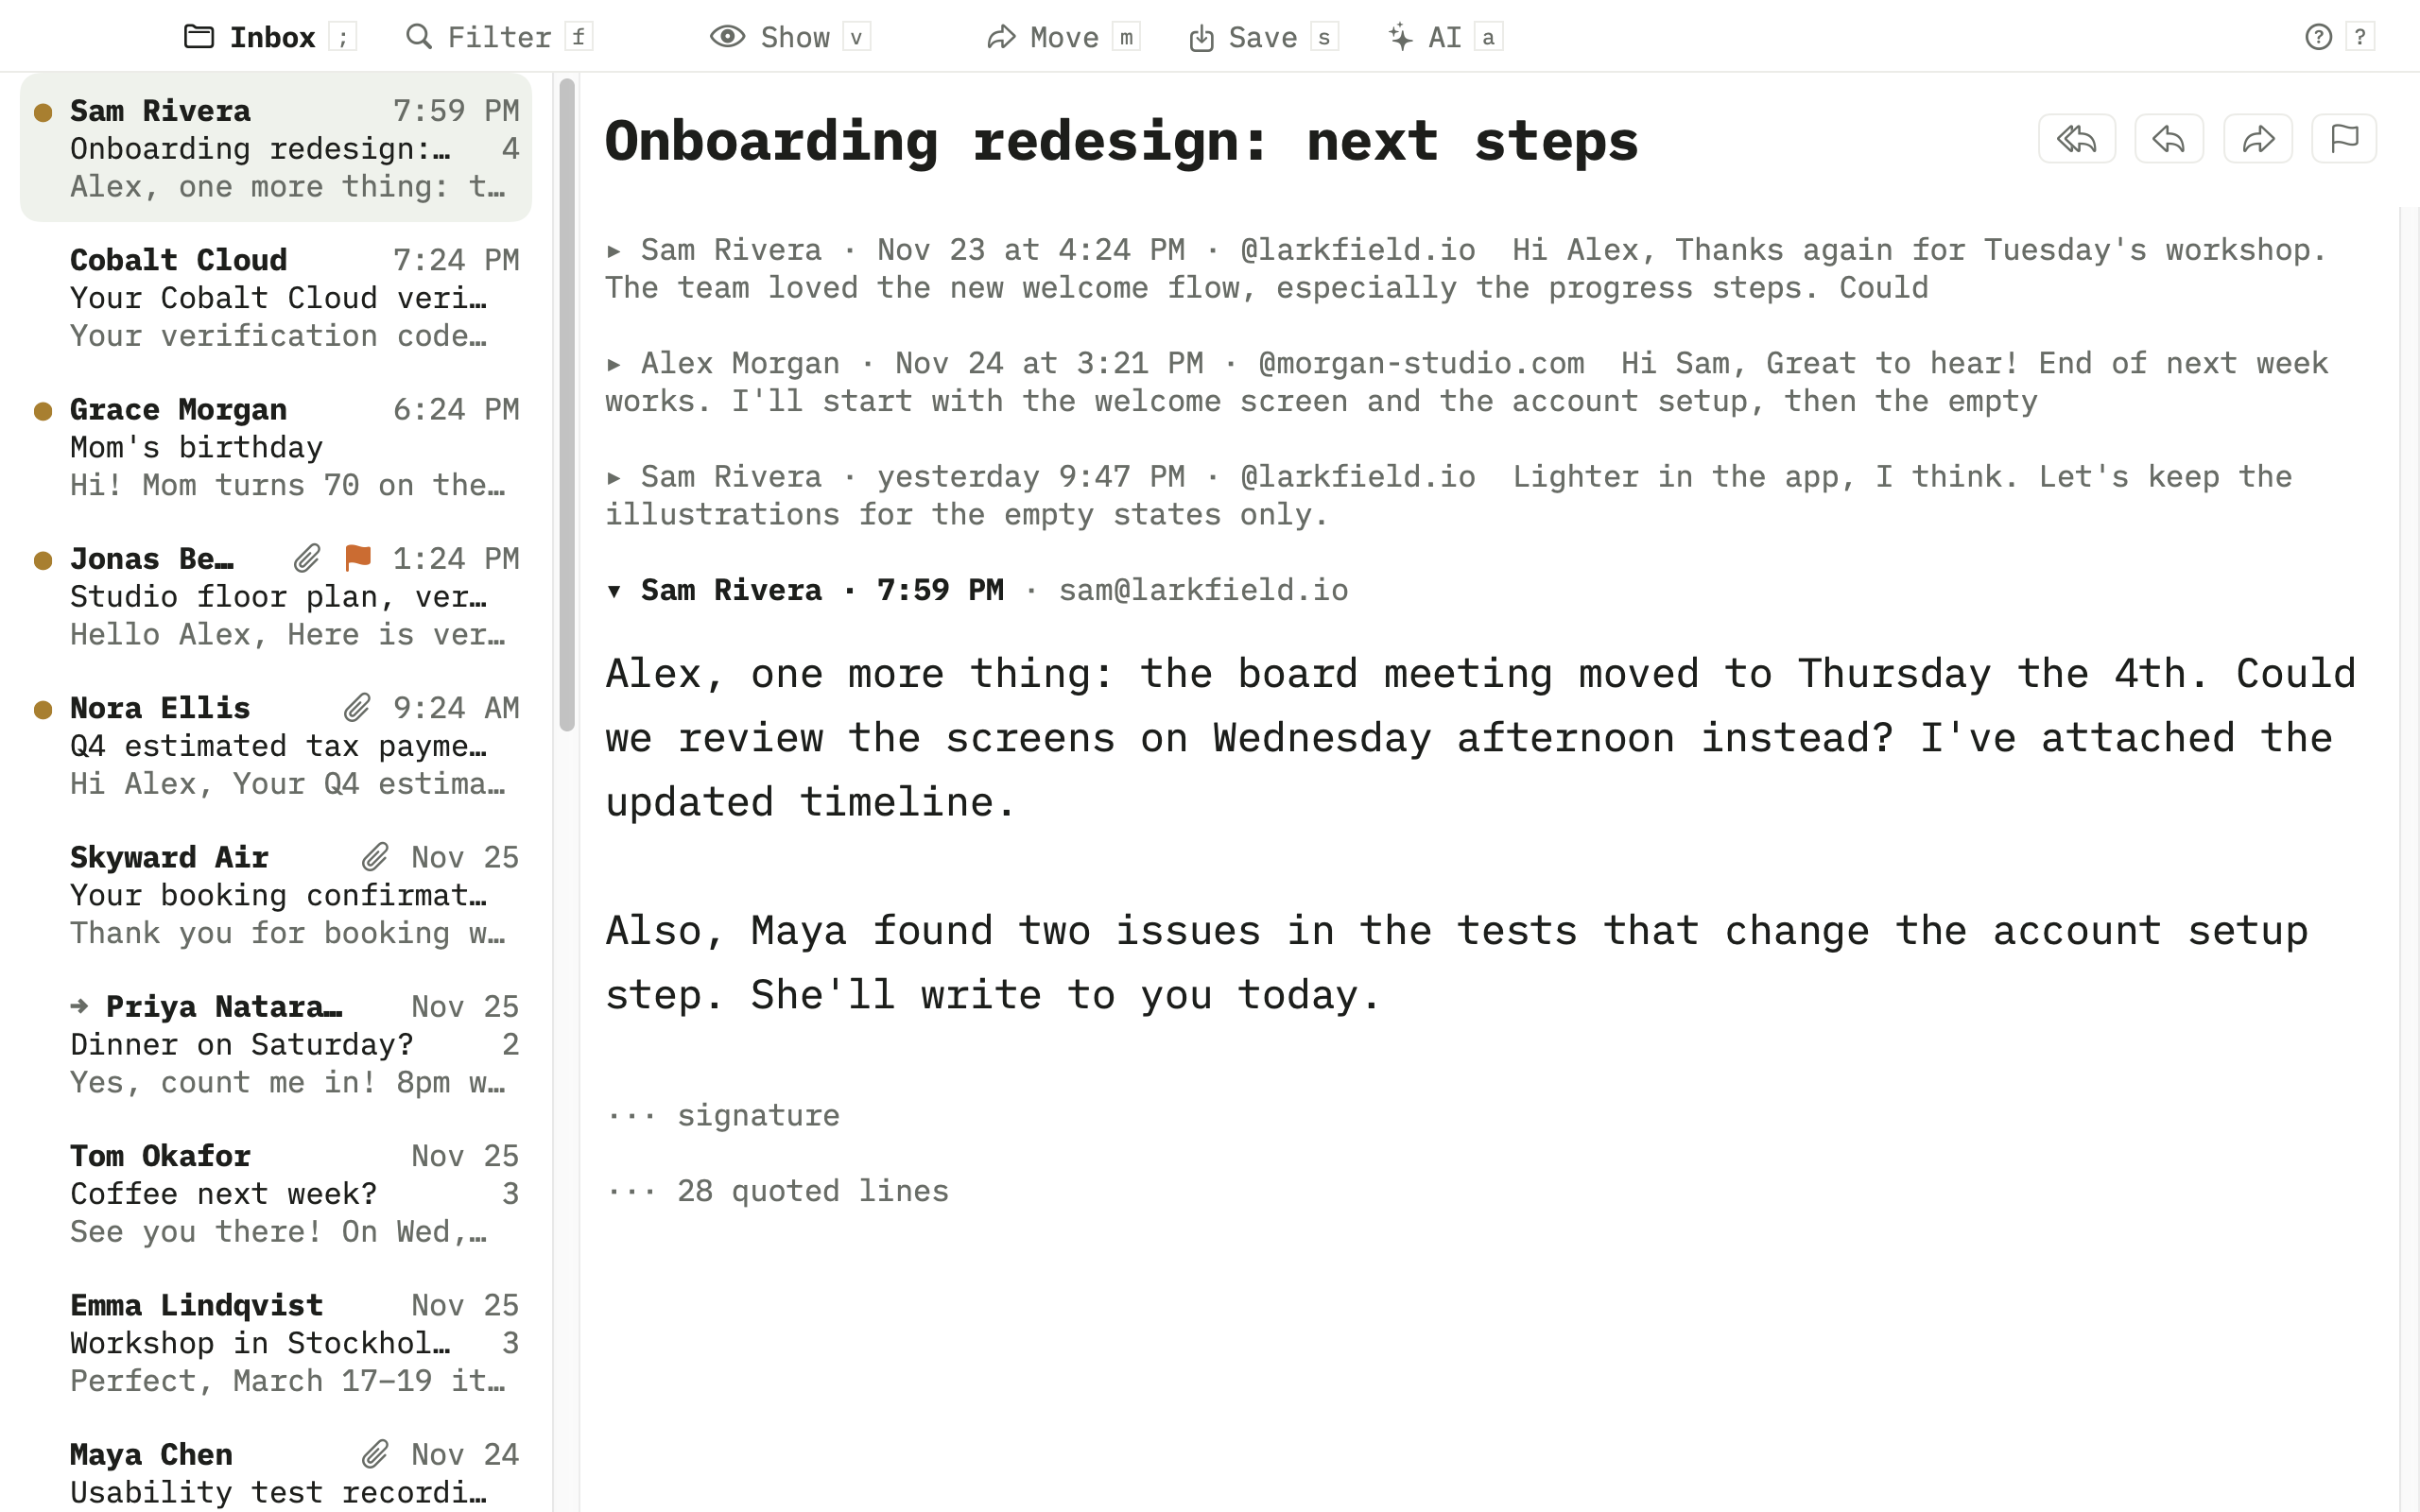 Inbox ; Filter f Show v Move m Save s AI a ?
Sam Rivera 7:59 PM
Onboarding redesign:… 4
Alex, one more thing: t…
Cobalt Cloud 7:24 PM
Your Cobalt Cloud veri…
Your verification code…
Grace Morgan 6:24 PM
Mom's birthday
Hi! Mom turns 70 on the…
Jonas Be… 1:24 PM
Studio floor plan, ver…
Hello Alex, Here is ver…
Nora Ellis 9:24 AM
Q4 estimated tax payme…
Hi Alex, Your Q4 estima…
Skyward Air Nov 25
Your booking confirmat…
Thank you for booking w…
→ Priya Natara… Nov 25
Dinner on Saturday? 2
Yes, count me in! 8pm w…
Tom Okafor Nov 25
Coffee next week? 3
See you there! On Wed,…
Emma Lindqvist Nov 25
Workshop in Stockhol… 3
Perfect, March 17–19 it…
Maya Chen Nov 24
Usability test recordi…
Onboarding redesign: next steps
▸ Sam Rivera · Nov 23 at 4:24 PM · @larkfield.io Hi Alex, Thanks again for Tuesday's workshop.
The team loved the new welcome flow, especially the progress steps. Could
▸ Alex Morgan · Nov 24 at 3:21 PM · @morgan-studio.com Hi Sam, Great to hear! End of next week
works. I'll start with the welcome screen and the account setup, then the empty
▸ Sam Rivera · yesterday 9:47 PM · @larkfield.io Lighter in the app, I think. Let's keep the
illustrations for the empty states only.
▾ Sam Rivera · 7:59 PM · sam@larkfield.io
Alex, one more thing: the board meeting moved to Thursday the 4th. Could
we review the screens on Wednesday afternoon instead? I've attached the
updated timeline.
Also, Maya found two issues in the tests that change the account setup
step. She'll write to you today.
··· signature
··· 28 quoted lines